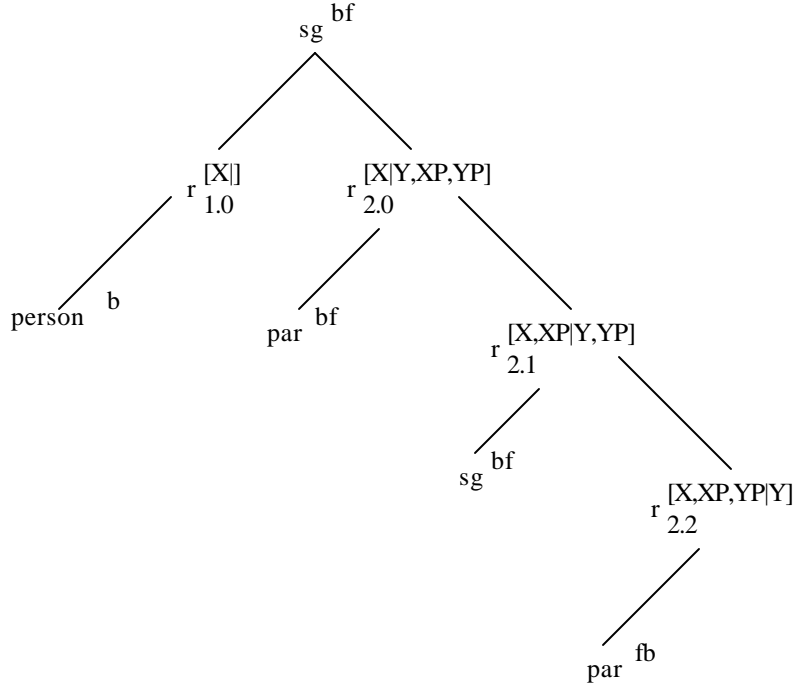 sg bf
r [X|] 1.0
r [X|Y,XP,YP] 2.0
person b
par bf
r [X,XP|Y,YP] 2.1
sg bf
r [X,XP,YP|Y] 2.2
par fb